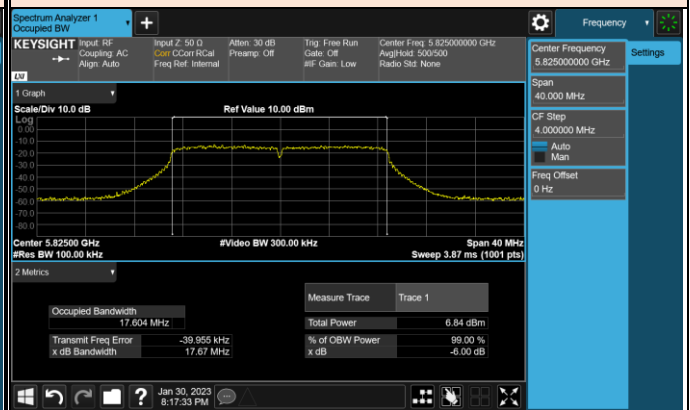 Spectrum Analyzer 1
Occupied BW
+
Frequency
KEYSIGHT
Input: RF
Coupling: AC
Align: Auto
Input Z: 50 Ω
Corr CCorr RCal
Freq Ref: Internal
Atten: 30 dB
Preamp: Off
Trig: Free Run
Gate: Off
#IF Gain: Low
Center Freq: 5.825000000 GHz
Avg|Hold: 500/500
Radio Std: None
LXI
Center Frequency
5.825000000 GHz
Settings
Span
40.000 MHz
CF Step
4.000000 MHz
Auto
Man
Freq Offset
0 Hz
1 Graph
Scale/Div 10.0 dB
Ref Value 10.00 dBm
Log
0.00
-10.0
-20.0
-30.0
-40.0
-50.0
-60.0
-70.0
-80.0
Center 5.82500 GHz
#Video BW 300.00 kHz
Span 40 MHz
#Res BW 100.00 kHz
Sweep 3.87 ms (1001 pts)
2 Metrics
Measure Trace
Trace 1
Occupied Bandwidth
17.604 MHz
Total Power
6.84 dBm
Transmit Freq Error
-39.955 kHz
% of OBW Power
99.00 %
x dB Bandwidth
17.67 MHz
x dB
-6.00 dB
?
Jan 30, 2023
8:17:33 PM